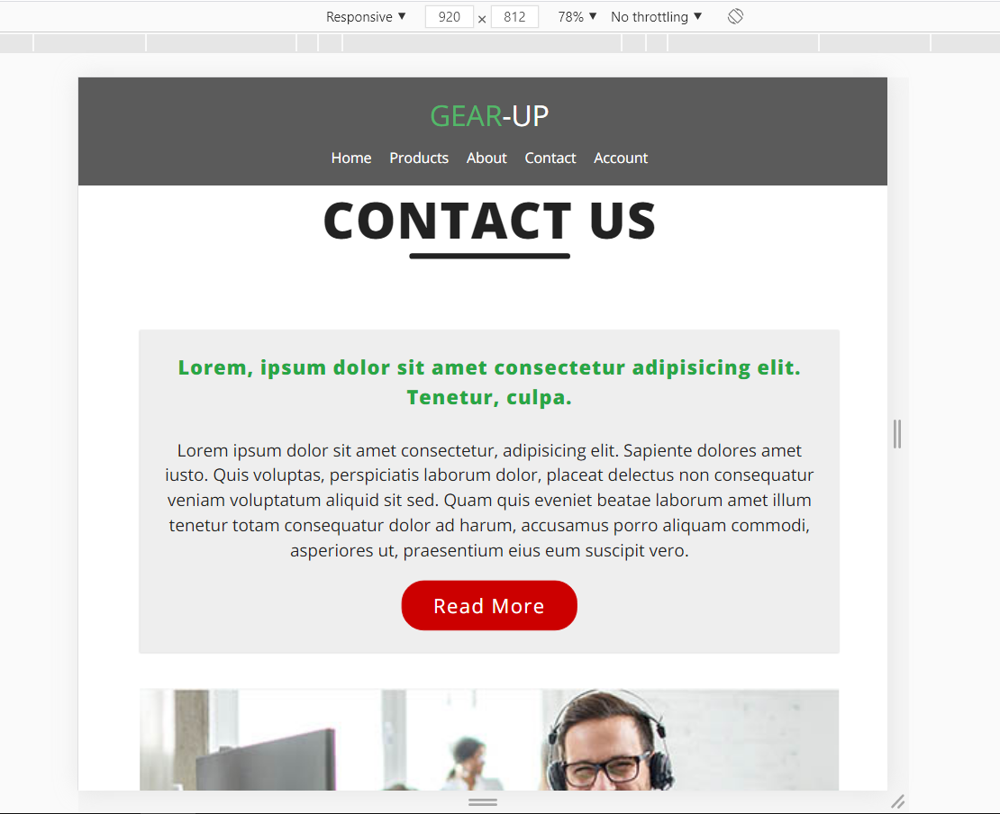 Responsive ▼ 920 × 812 78% ▼ No throttling ▼
GEAR-UP
Home Products About Contact Account
CONTACT US
Lorem, ipsum dolor sit amet consectetur adipisicing elit.
Tenetur, culpa.
Lorem ipsum dolor sit amet consectetur, adipisicing elit. Sapiente dolores amet
iusto. Quis voluptas, perspiciatis laborum dolor, placeat delectus non consequatur
veniam voluptatum aliquid sit sed. Quam quis eveniet beatae laborum amet illum
tenetur totam consequatur dolor ad harum, accusamus porro aliquam commodi,
asperiores ut, praesentium eius eum suscipit vero.
Read More